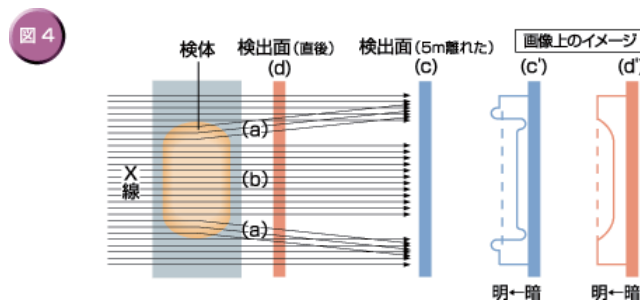 図 4
検体
検出面(直後)
(d)
検出面(5m離れた)
(c)
画像上のイメージ
(c')
(d')
(a)
X線
(b)
(a)
明←暗
明←暗